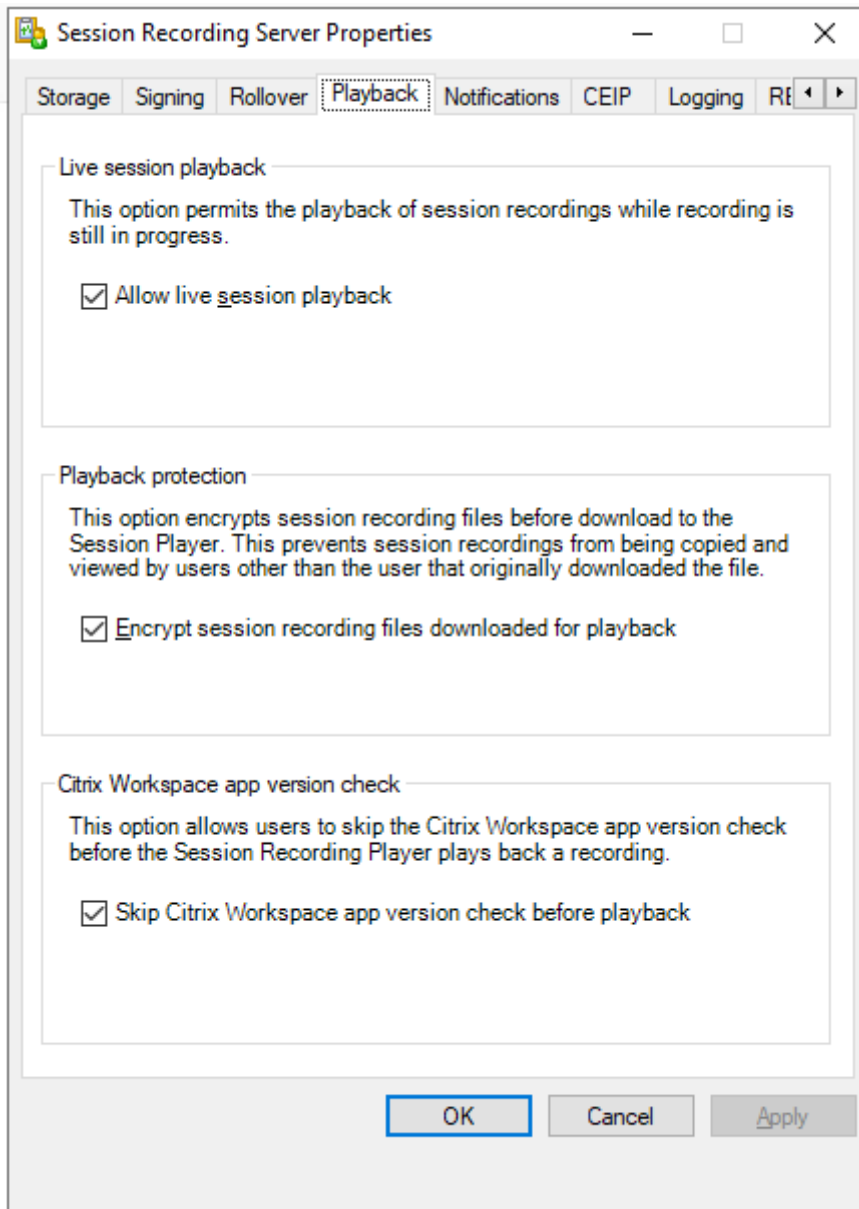 Session Recording Server Properties
Storage Signing Rollover Playback Notifications CEIP Logging RE
Live session playback
This option permits the playback of session recordings while recording is
still in progress.
Allow live session playback
Playback protection
This option encrypts session recording files before download to the
Session Player. This prevents session recordings from being copied and
viewed by users other than the user that originally downloaded the file.
Encrypt session recording files downloaded for playback
Citrix Workspace app version check
This option allows users to skip the Citrix Workspace app version check
before the Session Recording Player plays back a recording.
Skip Citrix Workspace app version check before playback
OK Cancel Apply